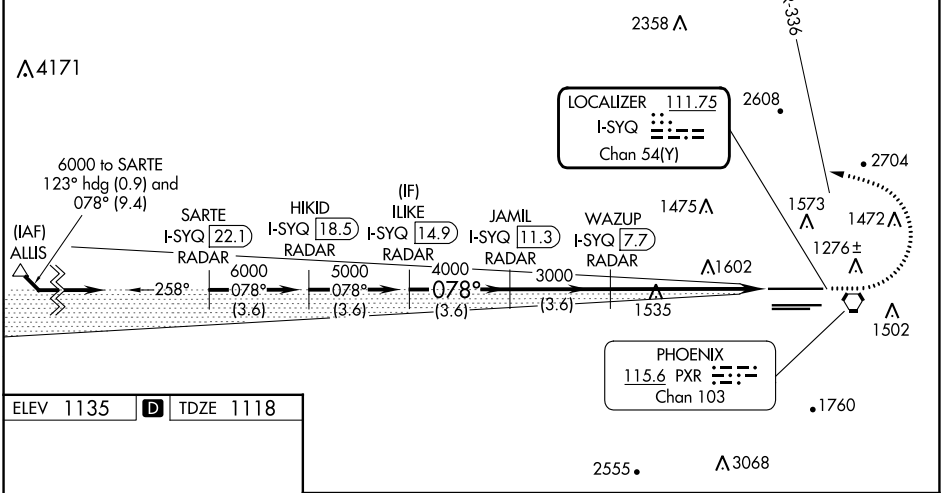 R-336
2358
4171
LOCALIZER 111.75
I-SYQ
Chan 54(Y)
2608
2704
6000 to SARTE
123° hdg (0.9) and
078° (9.4)
(IAF)
ALLIS
SARTE
I-SYQ 22.1
RADAR
HIKID
I-SYQ 18.5
RADAR
(IF)
ILIKE
I-SYQ 14.9
RADAR
JAMIL
I-SYQ 11.3
RADAR
WAZUP
I-SYQ 7.7
RADAR
1475
1573
1472
1276±
1602
258°
6000
078°
(3.6)
5000
078°
(3.6)
4000
078°
(3.6)
3000
(3.6)
1535
1502
PHOENIX
115.6 PXR
Chan 103
ELEV 1135 D TDZE 1118
1760
2555
3068